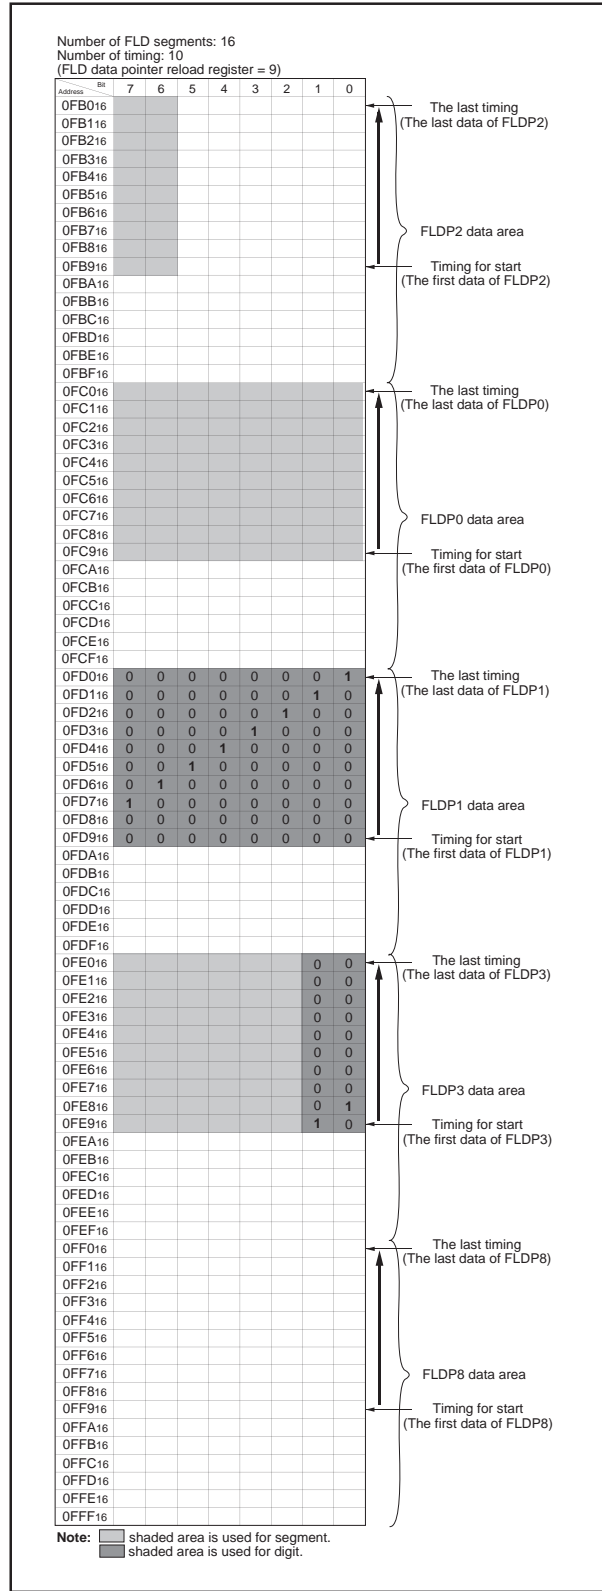 Number of FLD segments: 16
Number of timing: 10
(FLD data pointer reload register = 9)
Bit
Address 7 6 5 4 3 2 1 0
0FB016 The last timing
0FB116 (The last data of FLDP2)
0FB216
0FB316
0FB416
0FB516
0FB616
0FB716 FLDP2 data area
0FB816
0FB916 Timing for start
0FBA16 (The first data of FLDP2)
0FBB16
0FBC16
0FBD16
0FBE16
0FBF16
0FC016 The last timing
0FC116 (The last data of FLDP0)
0FC216
0FC316
0FC416
0FC516
0FC616
0FC716 FLDP0 data area
0FC816
0FC916 Timing for start
0FCA16 (The first data of FLDP0)
0FCB16
0FCC16
0FCD16
0FCE16
0FCF16
0FD016 0 0 0 0 0 0 0 1 The last timing
0FD116 0 0 0 0 0 0 1 0 (The last data of FLDP1)
0FD216 0 0 0 0 0 1 0 0
0FD316 0 0 0 0 1 0 0 0
0FD416 0 0 0 1 0 0 0 0
0FD516 0 0 1 0 0 0 0 0
0FD616 0 1 0 0 0 0 0 0
0FD716 1 0 0 0 0 0 0 0 FLDP1 data area
0FD816 0 0 0 0 0 0 0 0
0FD916 0 0 0 0 0 0 0 0 Timing for start
0FDA16 (The first data of FLDP1)
0FDB16
0FDC16
0FDD16
0FDE16
0FDF16
0FE016 0 0 The last timing
0FE116 0 0 (The last data of FLDP3)
0FE216 0 0
0FE316 0 0
0FE416 0 0
0FE516 0 0
0FE616 0 0
0FE716 0 0 FLDP3 data area
0FE816 0 1
0FE916 1 0 Timing for start
0FEA16 (The first data of FLDP3)
0FEB16
0FEC16
0FED16
0FEE16
0FEF16
0FF016 The last timing
0FF116 (The last data of FLDP8)
0FF216
0FF316
0FF416
0FF516
0FF616
0FF716 FLDP8 data area
0FF816
0FF916 Timing for start
0FFA16 (The first data of FLDP8)
0FFB16
0FFC16
0FFD16
0FFE16
0FFF16
Note: shaded area is used for segment.
shaded area is used for digit.